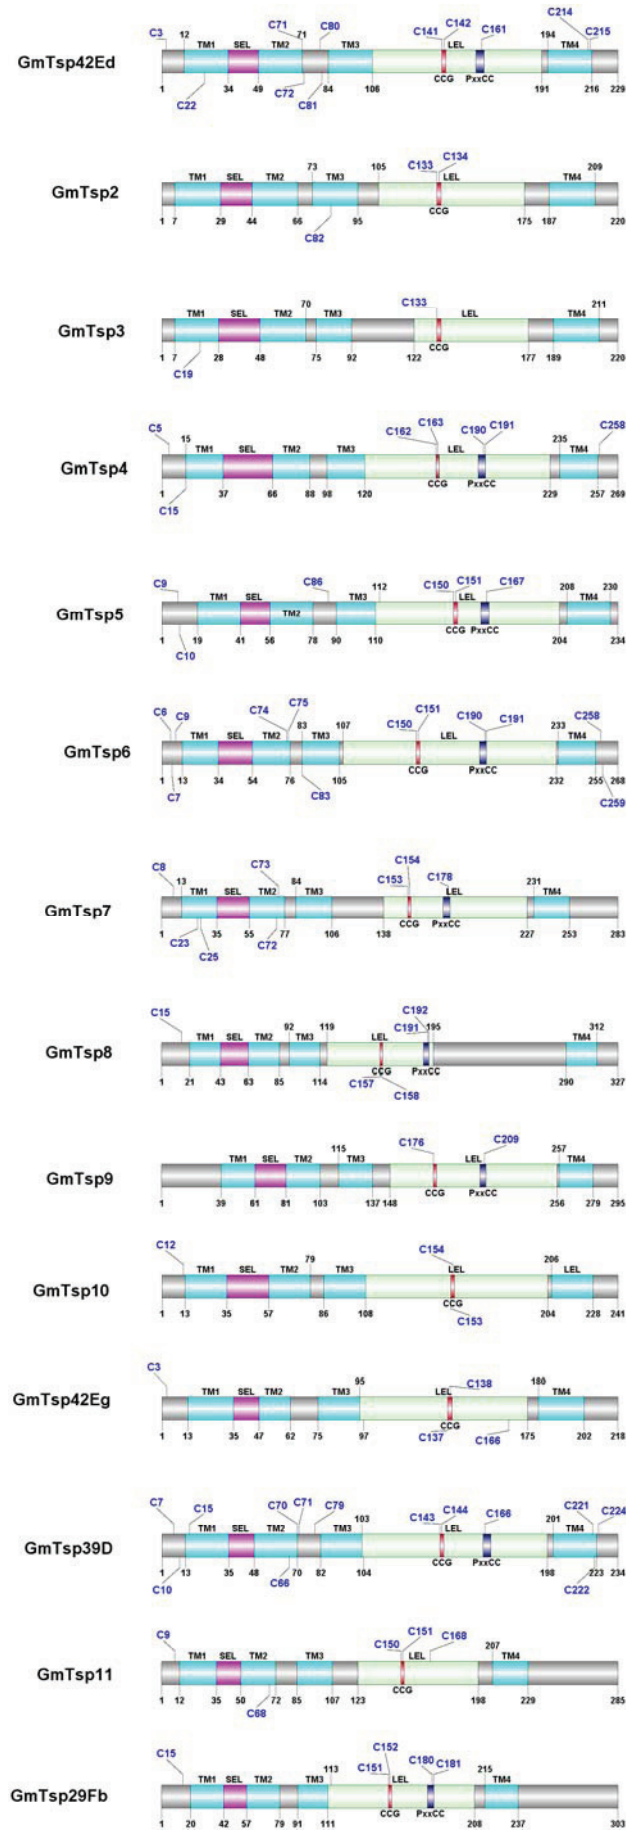 C3 12 C71 71 C80 C141 C142 C161 194 C214 C215
GmTsp42Ed TM1 SEL TM2 TM3 LEL TM4
CCG PxxCC
1 C22 34 49 C72 C81 84 106 191 216 229
73 105 C133 C134 209
GmTsp2 TM1 SEL TM2 TM3 LEL TM4
CCG
1 7 29 44 66 C82 95 175 187 220
70 C133 211
GmTsp3 TM1 SEL TM2 TM3 LEL TM4
CCG
1 7 C19 28 48 75 92 122 177 189 220
C5 15 C162 C163 C190 C191 235 C258
GmTsp4 TM1 SEL TM2 TM3 LEL TM4
CCG PxxCC
1 C15 37 66 88 98 120 229 257 269
C9 C86 112 C150 C151 C167 208 230
GmTsp5 TM1 SEL TM2 TM3 LEL TM4
CCG PxxCC
1 C10 19 41 56 78 90 110 204 234
C6 C9 C74 C75 83 107 C150 C151 C190 C191 233 C258
GmTsp6 TM1 SEL TM2 TM3 LEL TM4
CCG PxxCC
1 C7 13 34 54 76 C83 105 232 255 C259 268
C8 13 C73 84 C153 C154 C178 231
GmTsp7 TM1 SEL TM2 TM3 LEL TM4
CCG PxxCC
1 C23 C25 35 55 C72 77 106 138 227 253 283
C15 92 119 C191 C192 195 312
GmTsp8 TM1 SEL TM2 TM3 LEL TM4
CCG PxxCC
1 21 43 63 85 114 C157 C158 290 327
115 C176 C209 257
GmTsp9 TM1 SEL TM2 TM3 LEL TM4
CCG PxxCC
1 39 61 81 103 137 148 256 279 295
C12 79 C154 206
GmTsp10 TM1 SEL TM2 TM3 LEL LEL
CCG
1 13 35 57 86 108 C153 204 228 241
C3 95 C138 180
GmTsp42Eg TM1 SEL TM2 TM3 LEL TM4
CCG
1 13 35 47 62 75 97 C137 C166 175 202 218
C7 C15 C70 C71 C79 103 C143 C144 C166 201 C221 C224
GmTsp39D TM1 SEL TM2 TM3 LEL TM4
1 C10 13 35 48 C66 70 82 104 198 C222 223 234
C9 C150 C151 C168 207
GmTsp11 TM1 SEL TM2 TM3 LEL TM4
CCG
1 12 35 50 C68 72 85 107 123 198 229 285
C15 113 C151 C152 C180 C181 215
GmTsp29Fb TM1 SEL TM2 TM3 LEL TM4
CCG PxxCC
1 20 42 57 79 91 111 208 237 303